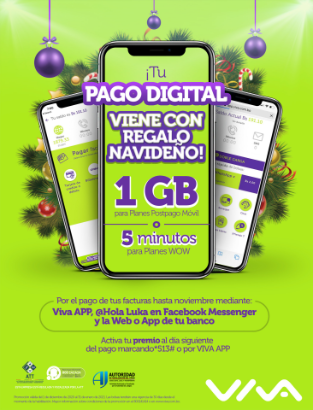 ¡Tu
PAGO DIGITAL
VIENE CON
REGALO
NAVIDEÑO!
1 GB
para Planes Postpago Móvil
o
5 minutos
para Planes WOW
Por el pago de tus facturas hasta noviembre mediante:
Viva APP, @Hola Luka en Facebook Messenger
y la Web o App de tu banco
Activa tu premio al día siguiente
del pago marcando*513# o por VIVA APP
ATT
AUTORIDAD
VIVA